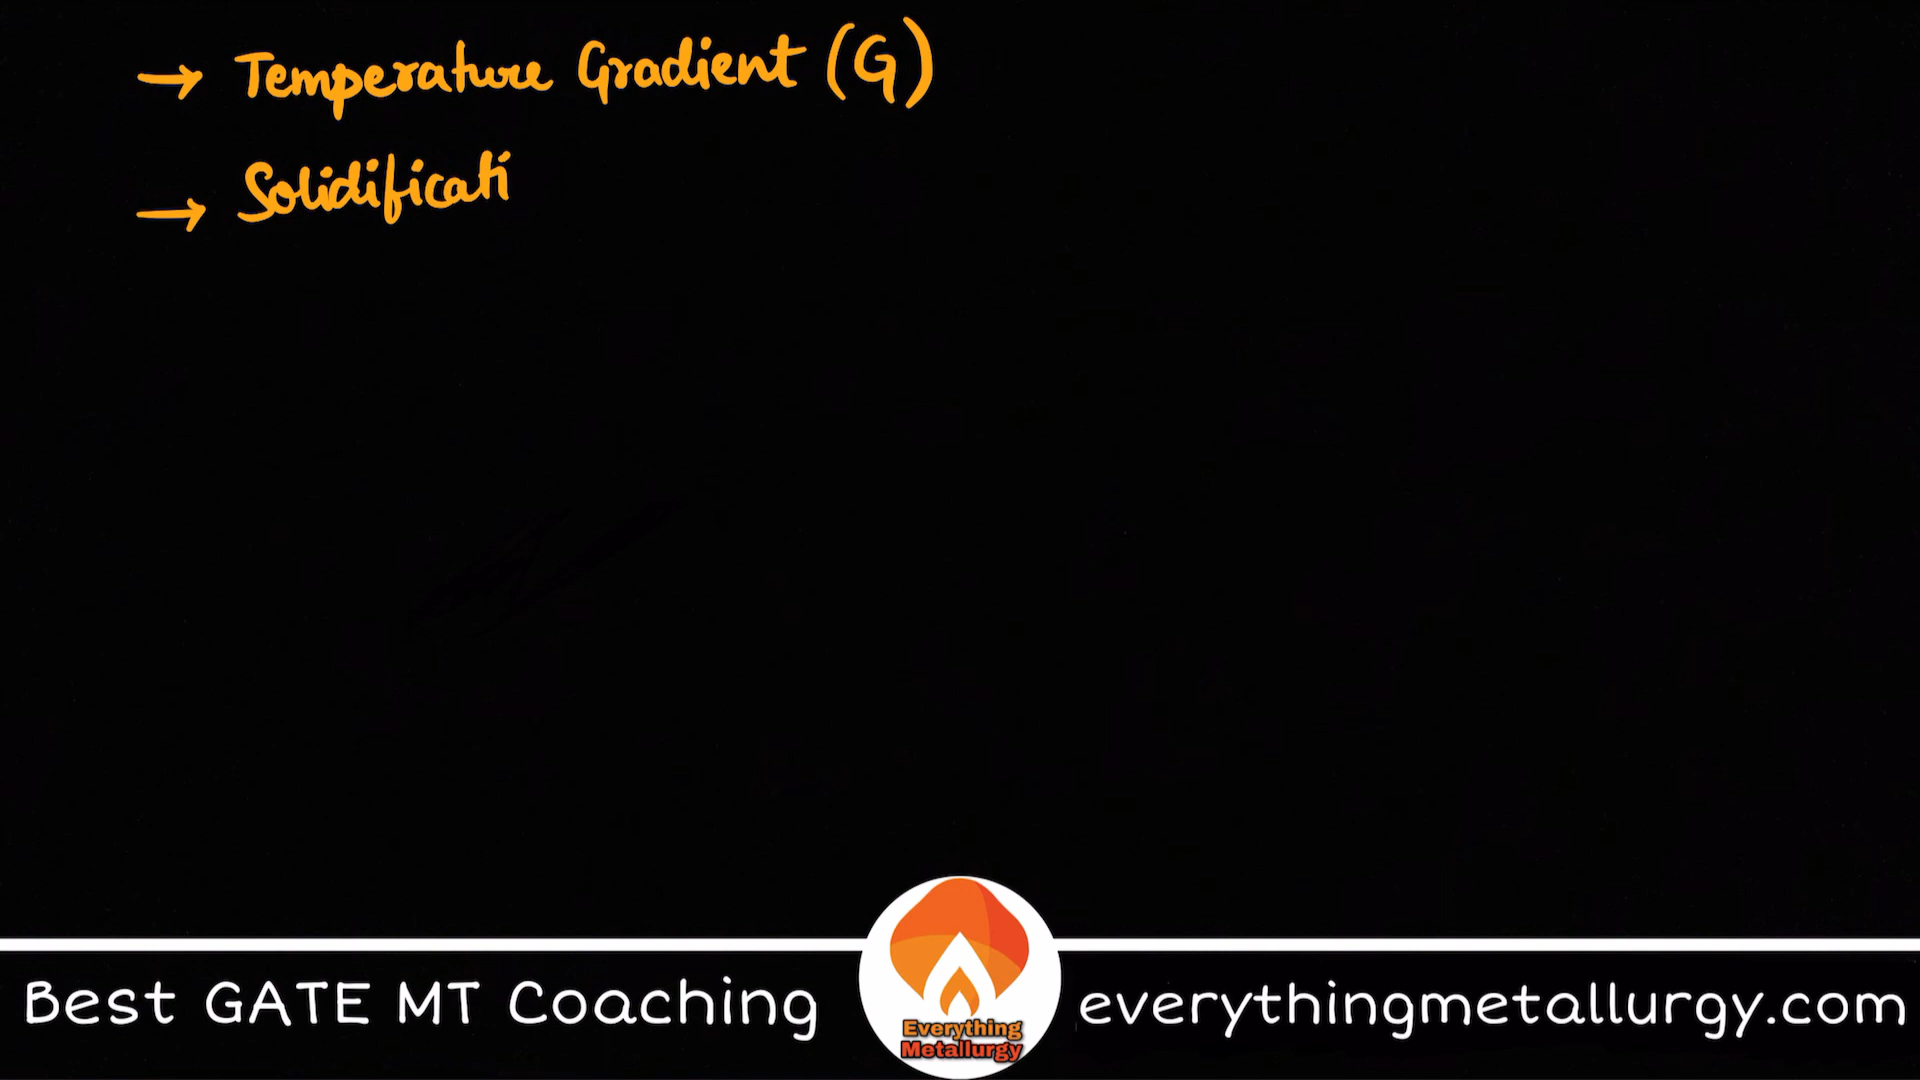 → Temperature Gradient (G)
→ Solidificati
Best GATE MT Coaching
Everything
Metallurgy
everythingmetallurgy.com